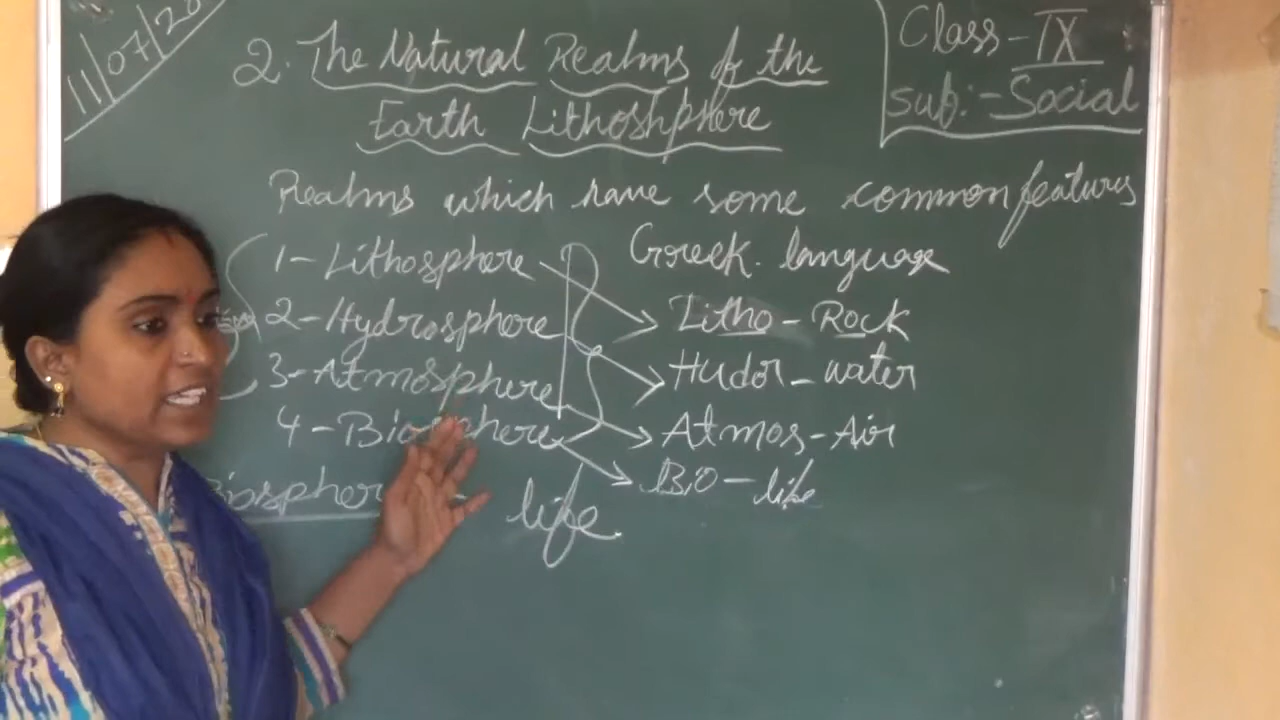 11/07/20
Class - IX
Sub:- Social
2. The Natural Realms of the
Earth Lithoshphere
Realms which have some common features
1- Lithosphere
Greek. language
2-Hydrosphere
Litho - Rock
3-Atmosphere
Hudor - water
4-Biosphere
Atmos - Air
Bio - life
Biosphere
life.